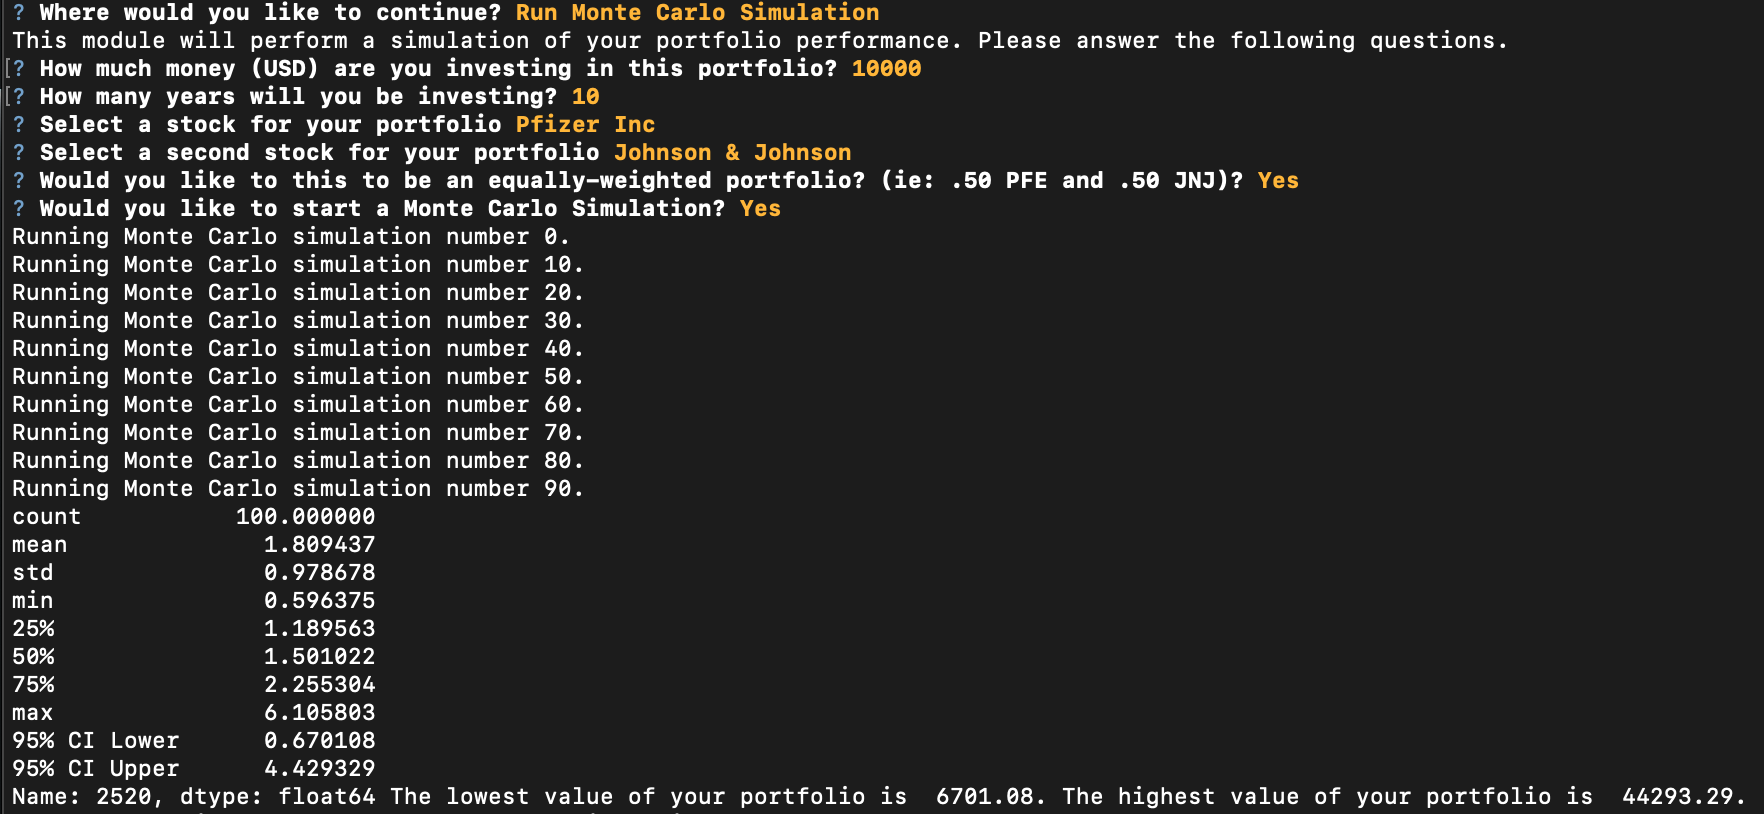 ? Where would you like to continue? Run Monte Carlo Simulation
This module will perform a simulation of your portfolio performance. Please answer the following questions.
[? How much money (USD) are you investing in this portfolio? 10000
[? How many years will you be investing? 10
? Select a stock for your portfolio Pfizer Inc
? Select a second stock for your portfolio Johnson & Johnson
? Would you like to this to be an equally-weighted portfolio? (ie: .50 PFE and .50 JNJ)? Yes
? Would you like to start a Monte Carlo Simulation? Yes
Running Monte Carlo simulation number 0.
Running Monte Carlo simulation number 10.
Running Monte Carlo simulation number 20.
Running Monte Carlo simulation number 30.
Running Monte Carlo simulation number 40.
Running Monte Carlo simulation number 50.
Running Monte Carlo simulation number 60.
Running Monte Carlo simulation number 70.
Running Monte Carlo simulation number 80.
Running Monte Carlo simulation number 90.
count           100.000000
mean              1.809437
std               0.978678
min               0.596375
25%               1.189563
50%               1.501022
75%               2.255304
max               6.105803
95% CI Lower      0.670108
95% CI Upper      4.429329
Name: 2520, dtype: float64 The lowest value of your portfolio is  6701.08. The highest value of your portfolio is  44293.29.